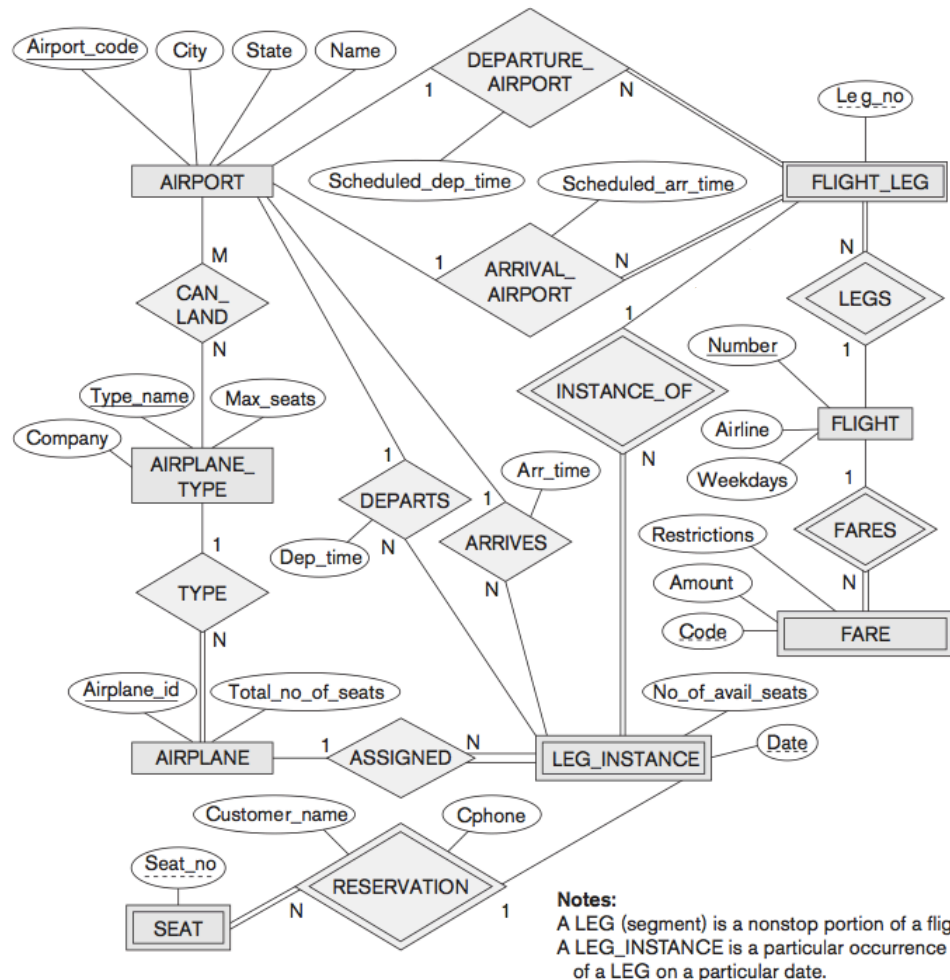 Airport_code
City
State
Name
DEPARTURE_
AIRPORT
1
N
Leg_no
Scheduled_dep_time
Scheduled_arr_time
AIRPORT
FLIGHT_LEG
M
1
ARRIVAL_
AIRPORT
N
N
CAN_
LAND
LEGS
N
1
1
Number
INSTANCE_OF
Type_name
Max_seats
Company
AIRPLANE_
TYPE
Airline
FLIGHT
N
Weekdays
1
Arr_time
1
1
DEPARTS
1
FARES
Restrictions
Dep_time
N
ARRIVES
TYPE
N
Amount
N
N
Code
FARE
Airplane_id
Total_no_of_seats
No_of_avail_seats
AIRPLANE
1
ASSIGNED
N
LEG_INSTANCE
Date
Customer_name
Cphone
Seat_no
RESERVATION
SEAT
N
1
Notes:
A LEG (segment) is a nonstop portion of a flig
A LEG_INSTANCE is a particular occurrence
of a LEG on a particular date.